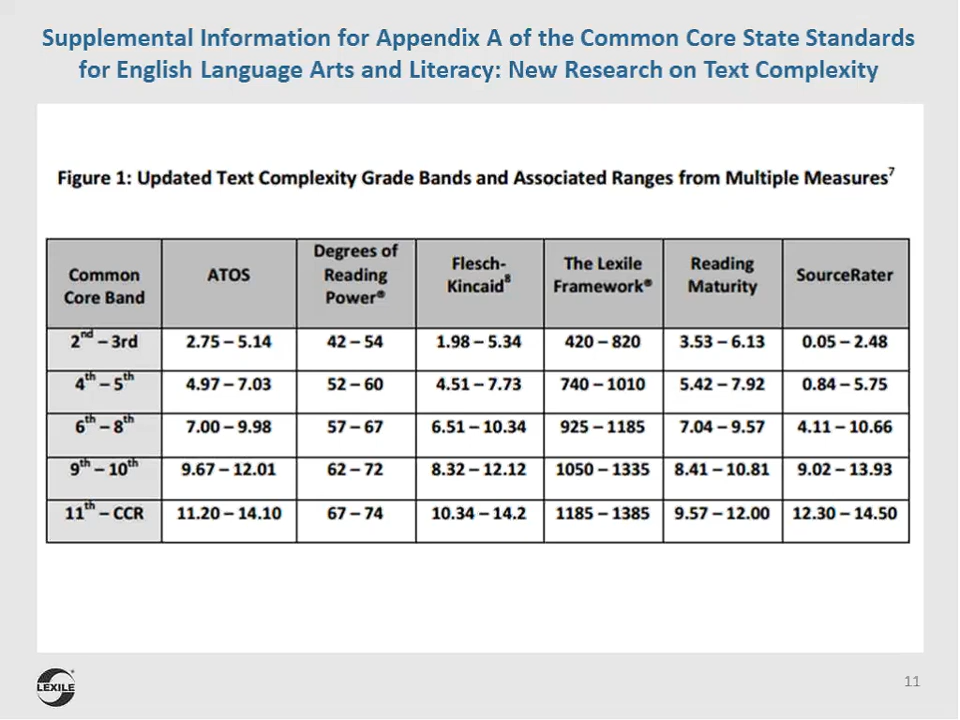 Supplemental Information for Appendix A of the Common Core State Standards
for English Language Arts and Literacy: New Research on Text Complexity
Figure 1: Updated Text Complexity Grade Bands and Associated Ranges from Multiple Measures⁷
Common Core Band ATOS Degrees of Reading Power® Flesch-Kincaid⁸ The Lexile Framework® Reading Maturity SourceRater
2nd – 3rd 2.75 – 5.14 42 – 54 1.98 – 5.34 420 – 820 3.53 – 6.13 0.05 – 2.48
4th – 5th 4.97 – 7.03 52 – 60 4.51 – 7.73 740 – 1010 5.42 – 7.92 0.84 – 5.75
6th – 8th 7.00 – 9.98 57 – 67 6.51 – 10.34 925 – 1185 7.04 – 9.57 4.11 – 10.66
9th – 10th 9.67 – 12.01 62 – 72 8.32 – 12.12 1050 – 1335 8.41 – 10.81 9.02 – 13.93
11th – CCR 11.20 – 14.10 67 – 74 10.34 – 14.2 1185 – 1385 9.57 – 12.00 12.30 – 14.50
LEXILE
11